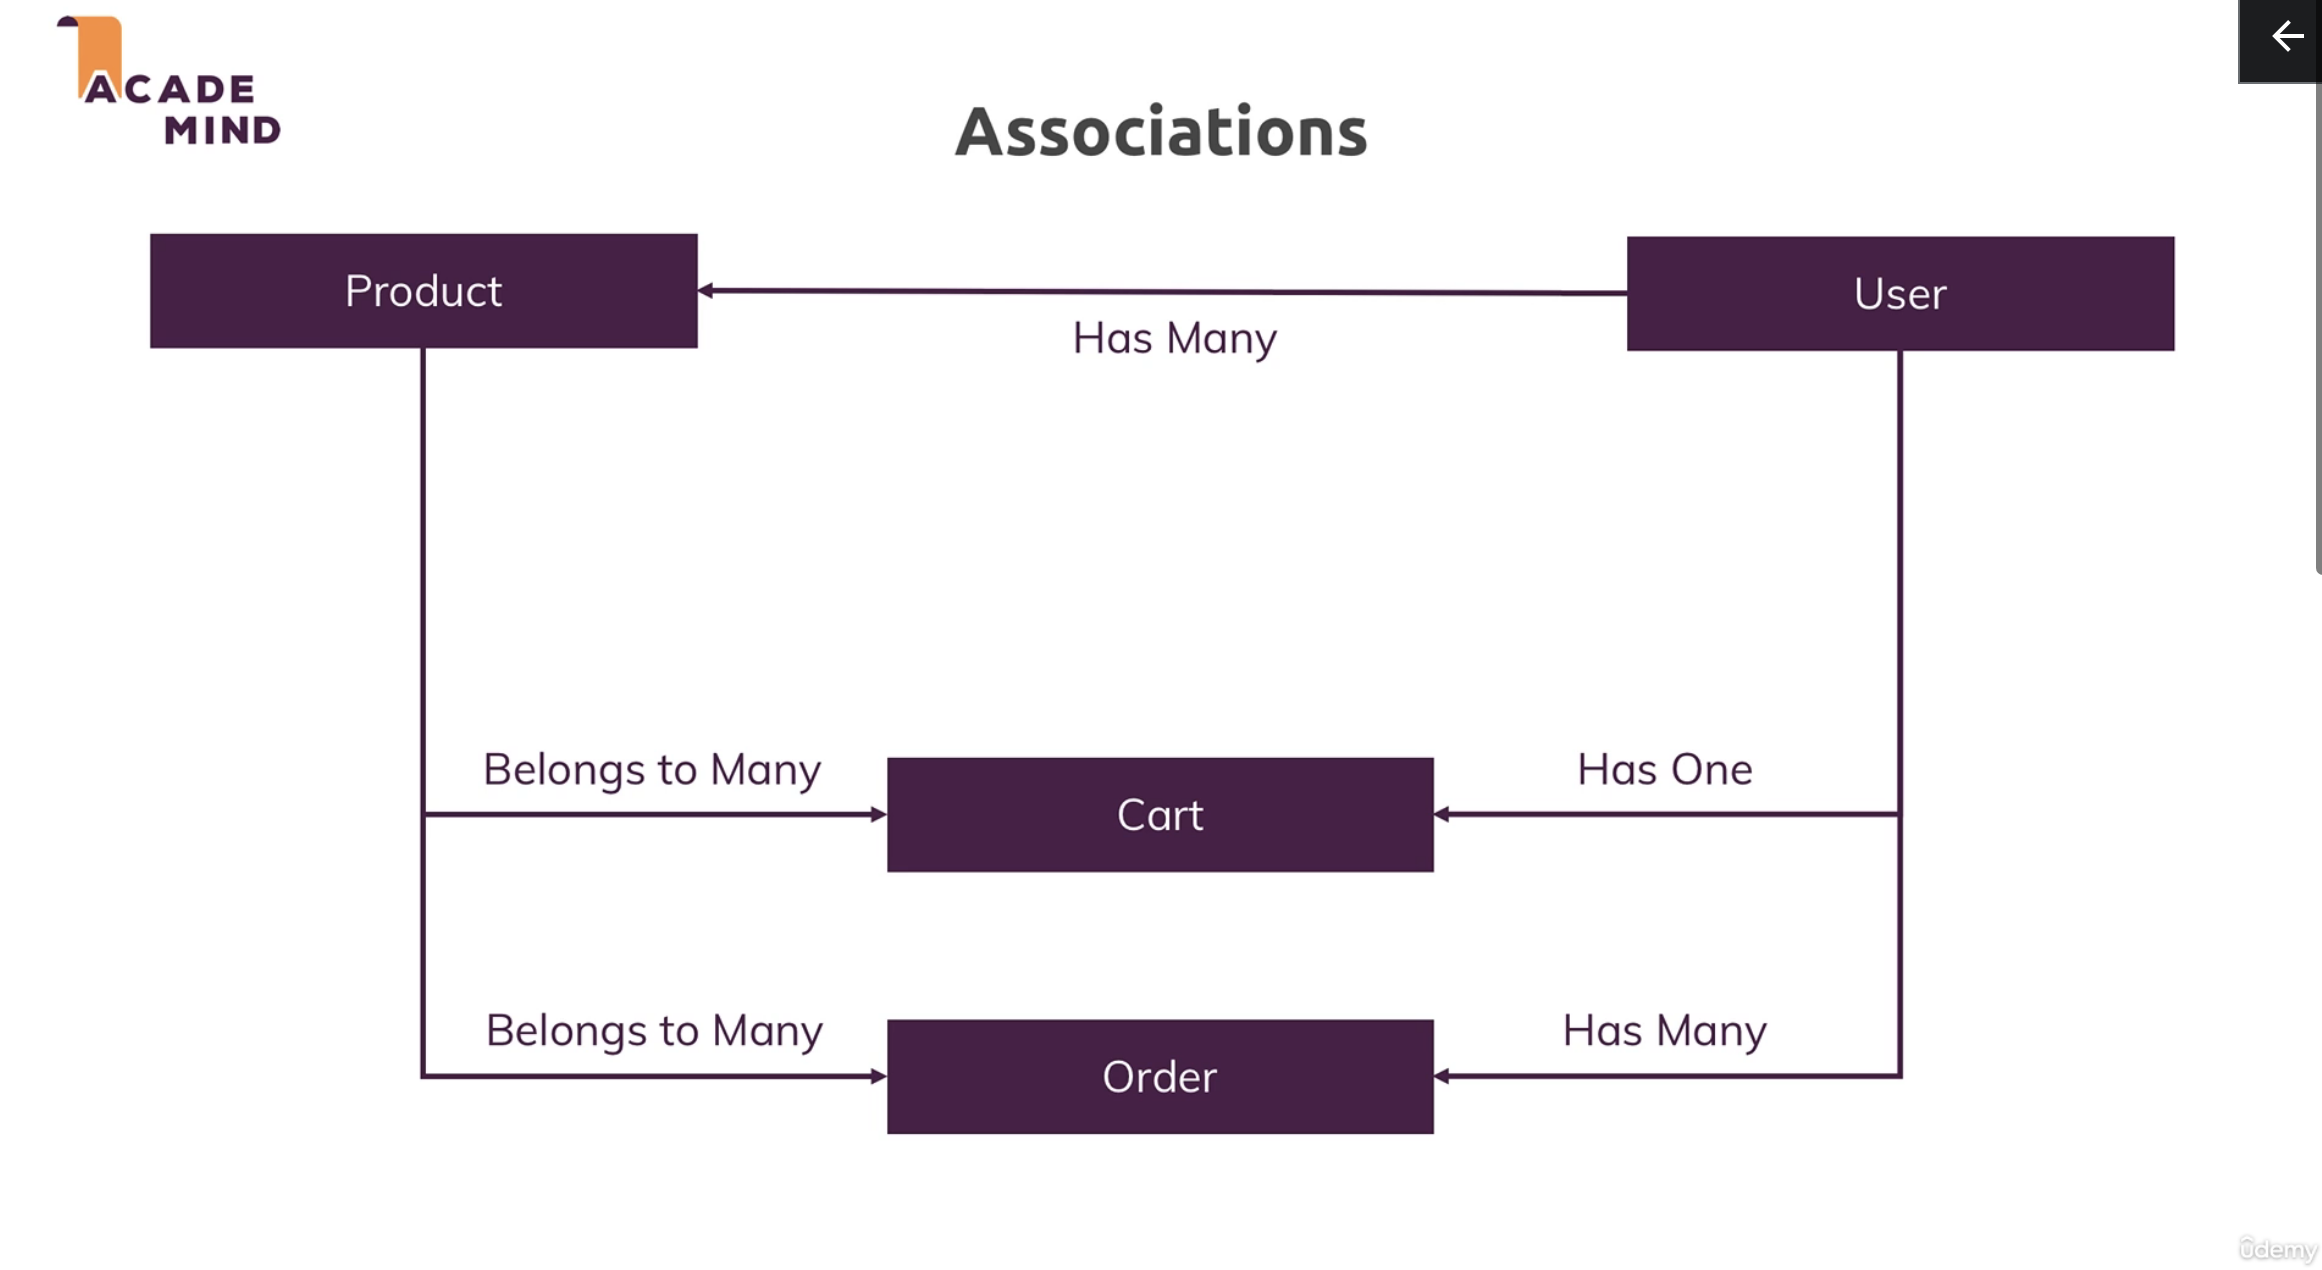 ACADE
MIND
Associations
Product
User
Has Many
Belongs to Many
Has One
Cart
Belongs to Many
Has Many
Order
ûdemy